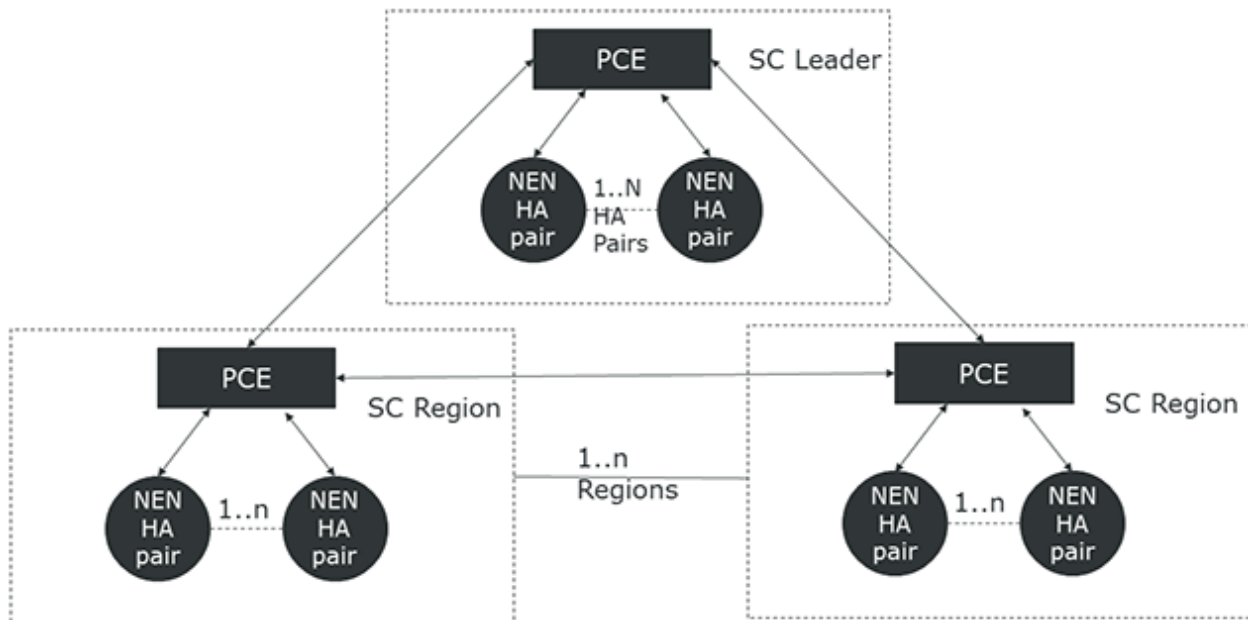 PCE
SC Leader
NEN
HA
pair
1..N
HA
Pairs
NEN
HA
pair
PCE
SC Region
NEN
HA
pair
1..n
NEN
HA
pair
1..n
Regions
PCE
SC Region
NEN
HA
pair
1..n
NEN
HA
pair